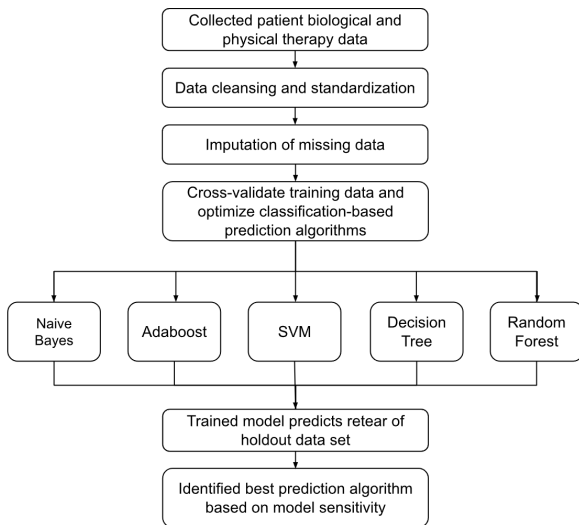 Collected patient biological and
physical therapy data
Data cleansing and standardization
Imputation of missing data
Cross-validate training data and
optimize classification-based
prediction algorithms
Naive
Bayes
Adaboost
SVM
Decision
Tree
Random
Forest
Trained model predicts retear of
holdout data set
Identified best prediction algorithm
based on model sensitivity